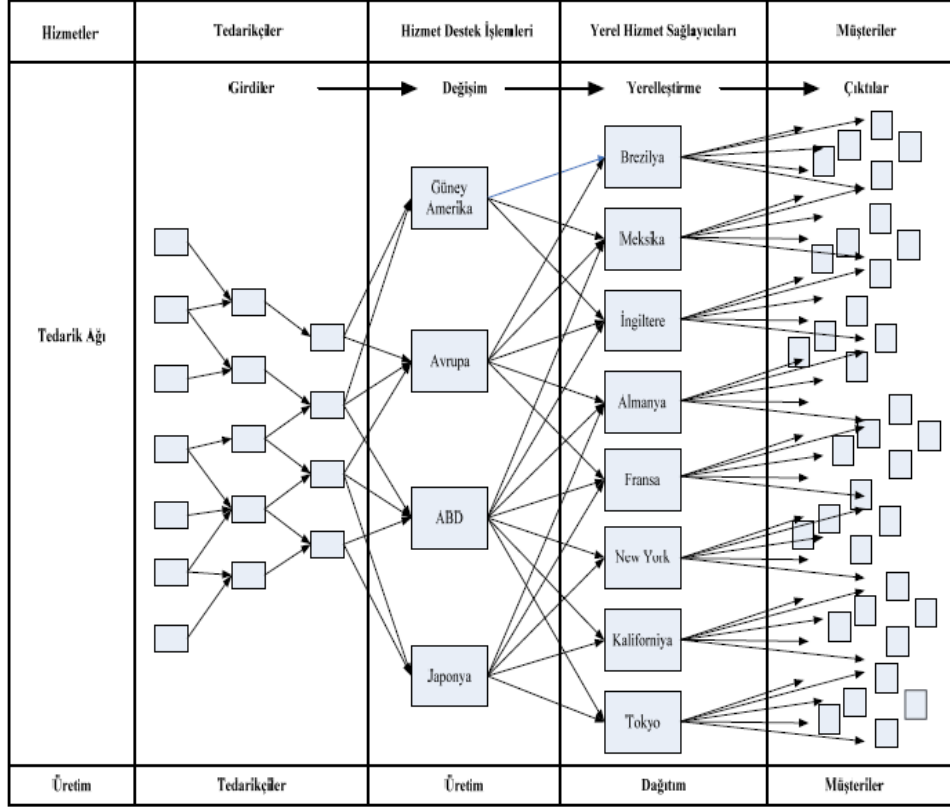 Hizmetler
Tedarikçiler
Hizmet Destek İşlemleri
Yerel Hizmet Sağlayıcıları
Müşteriler
Girdiler
Değişim
Yerelleştirme
Çıktılar
Tedarik Ağı
Güney
Amerika
Avrupa
ABD
Japonya
Brezilya
Meksika
İngiltere
Almanya
Fransa
New York
Kaliforniya
Tokyo
Üretim
Tedarikçiler
Üretim
Dağıtım
Müşteriler